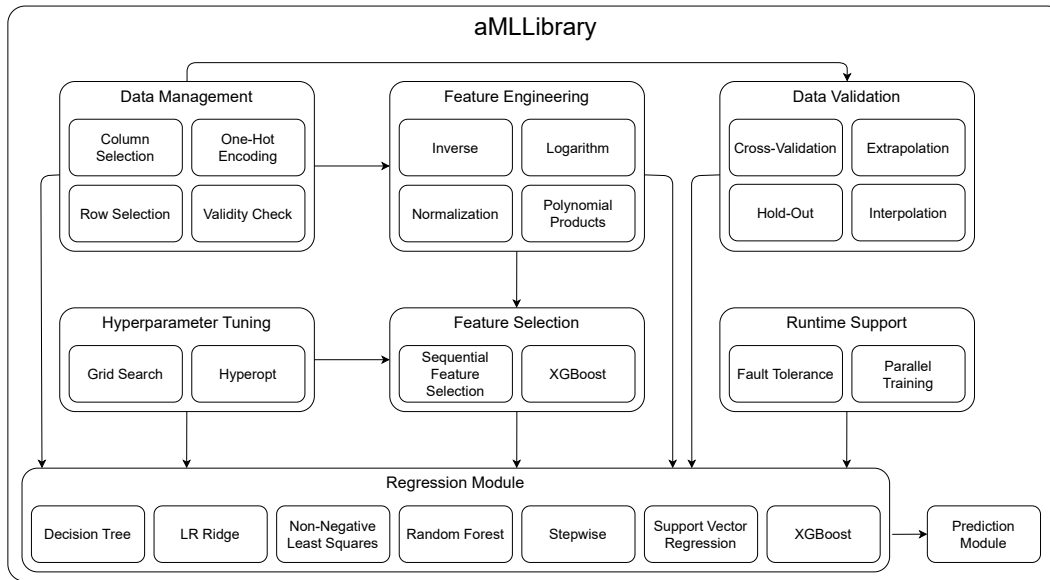 aMLLibrary
Data Management
Column
Selection
One-Hot
Encoding
Row Selection
Validity Check
Feature Engineering
Inverse
Logarithm
Normalization
Polynomial
Products
Data Validation
Cross-Validation
Extrapolation
Hold-Out
Interpolation
Hyperparameter Tuning
Grid Search
Hyperopt
Feature Selection
Sequential
Feature
Selection
XGBoost
Runtime Support
Fault Tolerance
Parallel
Training
Regression Module
Decision Tree
LR Ridge
Non-Negative
Least Squares
Random Forest
Stepwise
Support Vector
Regression
XGBoost
Prediction
Module